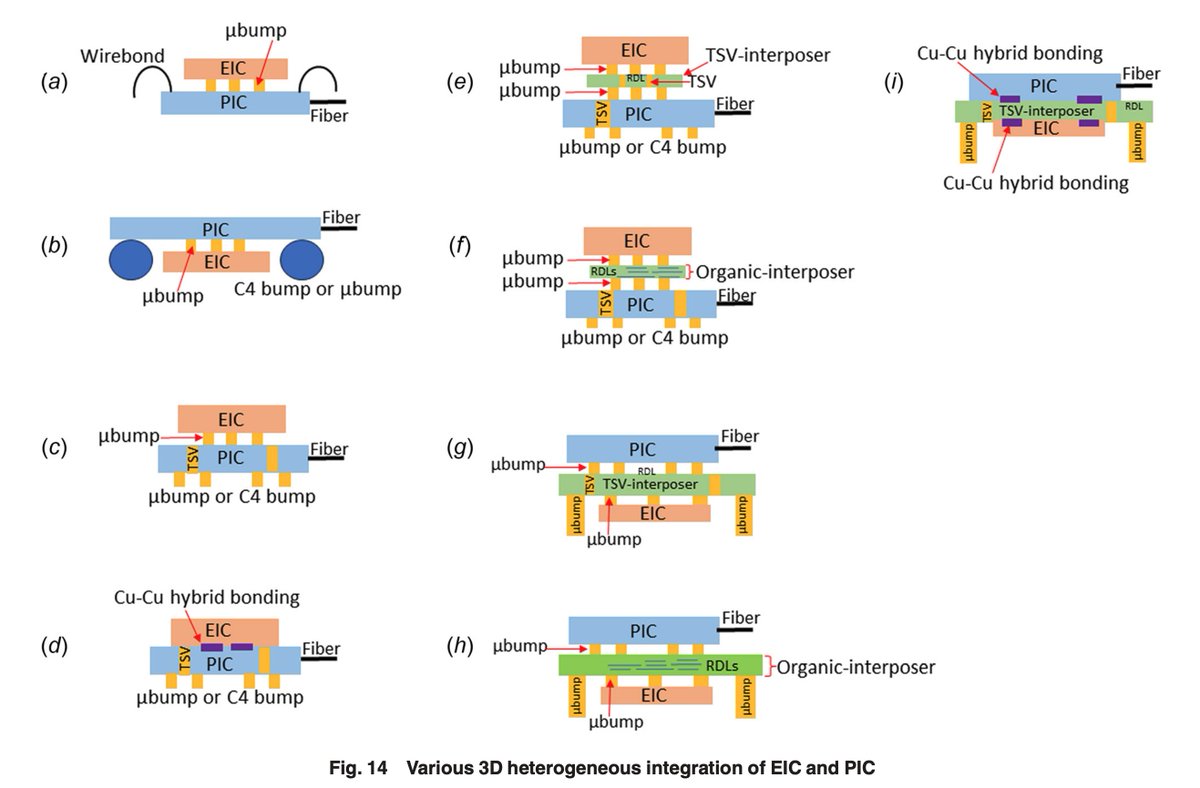 (a)
Wirebond
μbump
EIC
PIC
Fiber
(b)
PIC
Fiber
EIC
μbump
C4 bump or μbump
(c)
EIC
μbump
TSV
PIC
Fiber
μbump or C4 bump
(d)
Cu-Cu hybrid bonding
EIC
TSV
PIC
Fiber
μbump or C4 bump
(e)
EIC
TSV-interposer
μbump
RDL
TSV
μbump
TSV
PIC
Fiber
μbump or C4 bump
(f)
EIC
μbump
RDLs
Organic-interposer
μbump
TSV
PIC
Fiber
μbump or C4 bump
(g)
PIC
Fiber
μbump
RDL
TSV
TSV-interposer
μbump
EIC
μbump
μbump
(h)
PIC
Fiber
μbump
RDLs
Organic-interposer
μbump
EIC
μbump
μbump
(i)
Cu-Cu hybrid bonding
PIC
Fiber
TSV
TSV-interposer
RDL
μbump
EIC
μbump
Cu-Cu hybrid bonding
Fig. 14 Various 3D heterogeneous integration of EIC and PIC